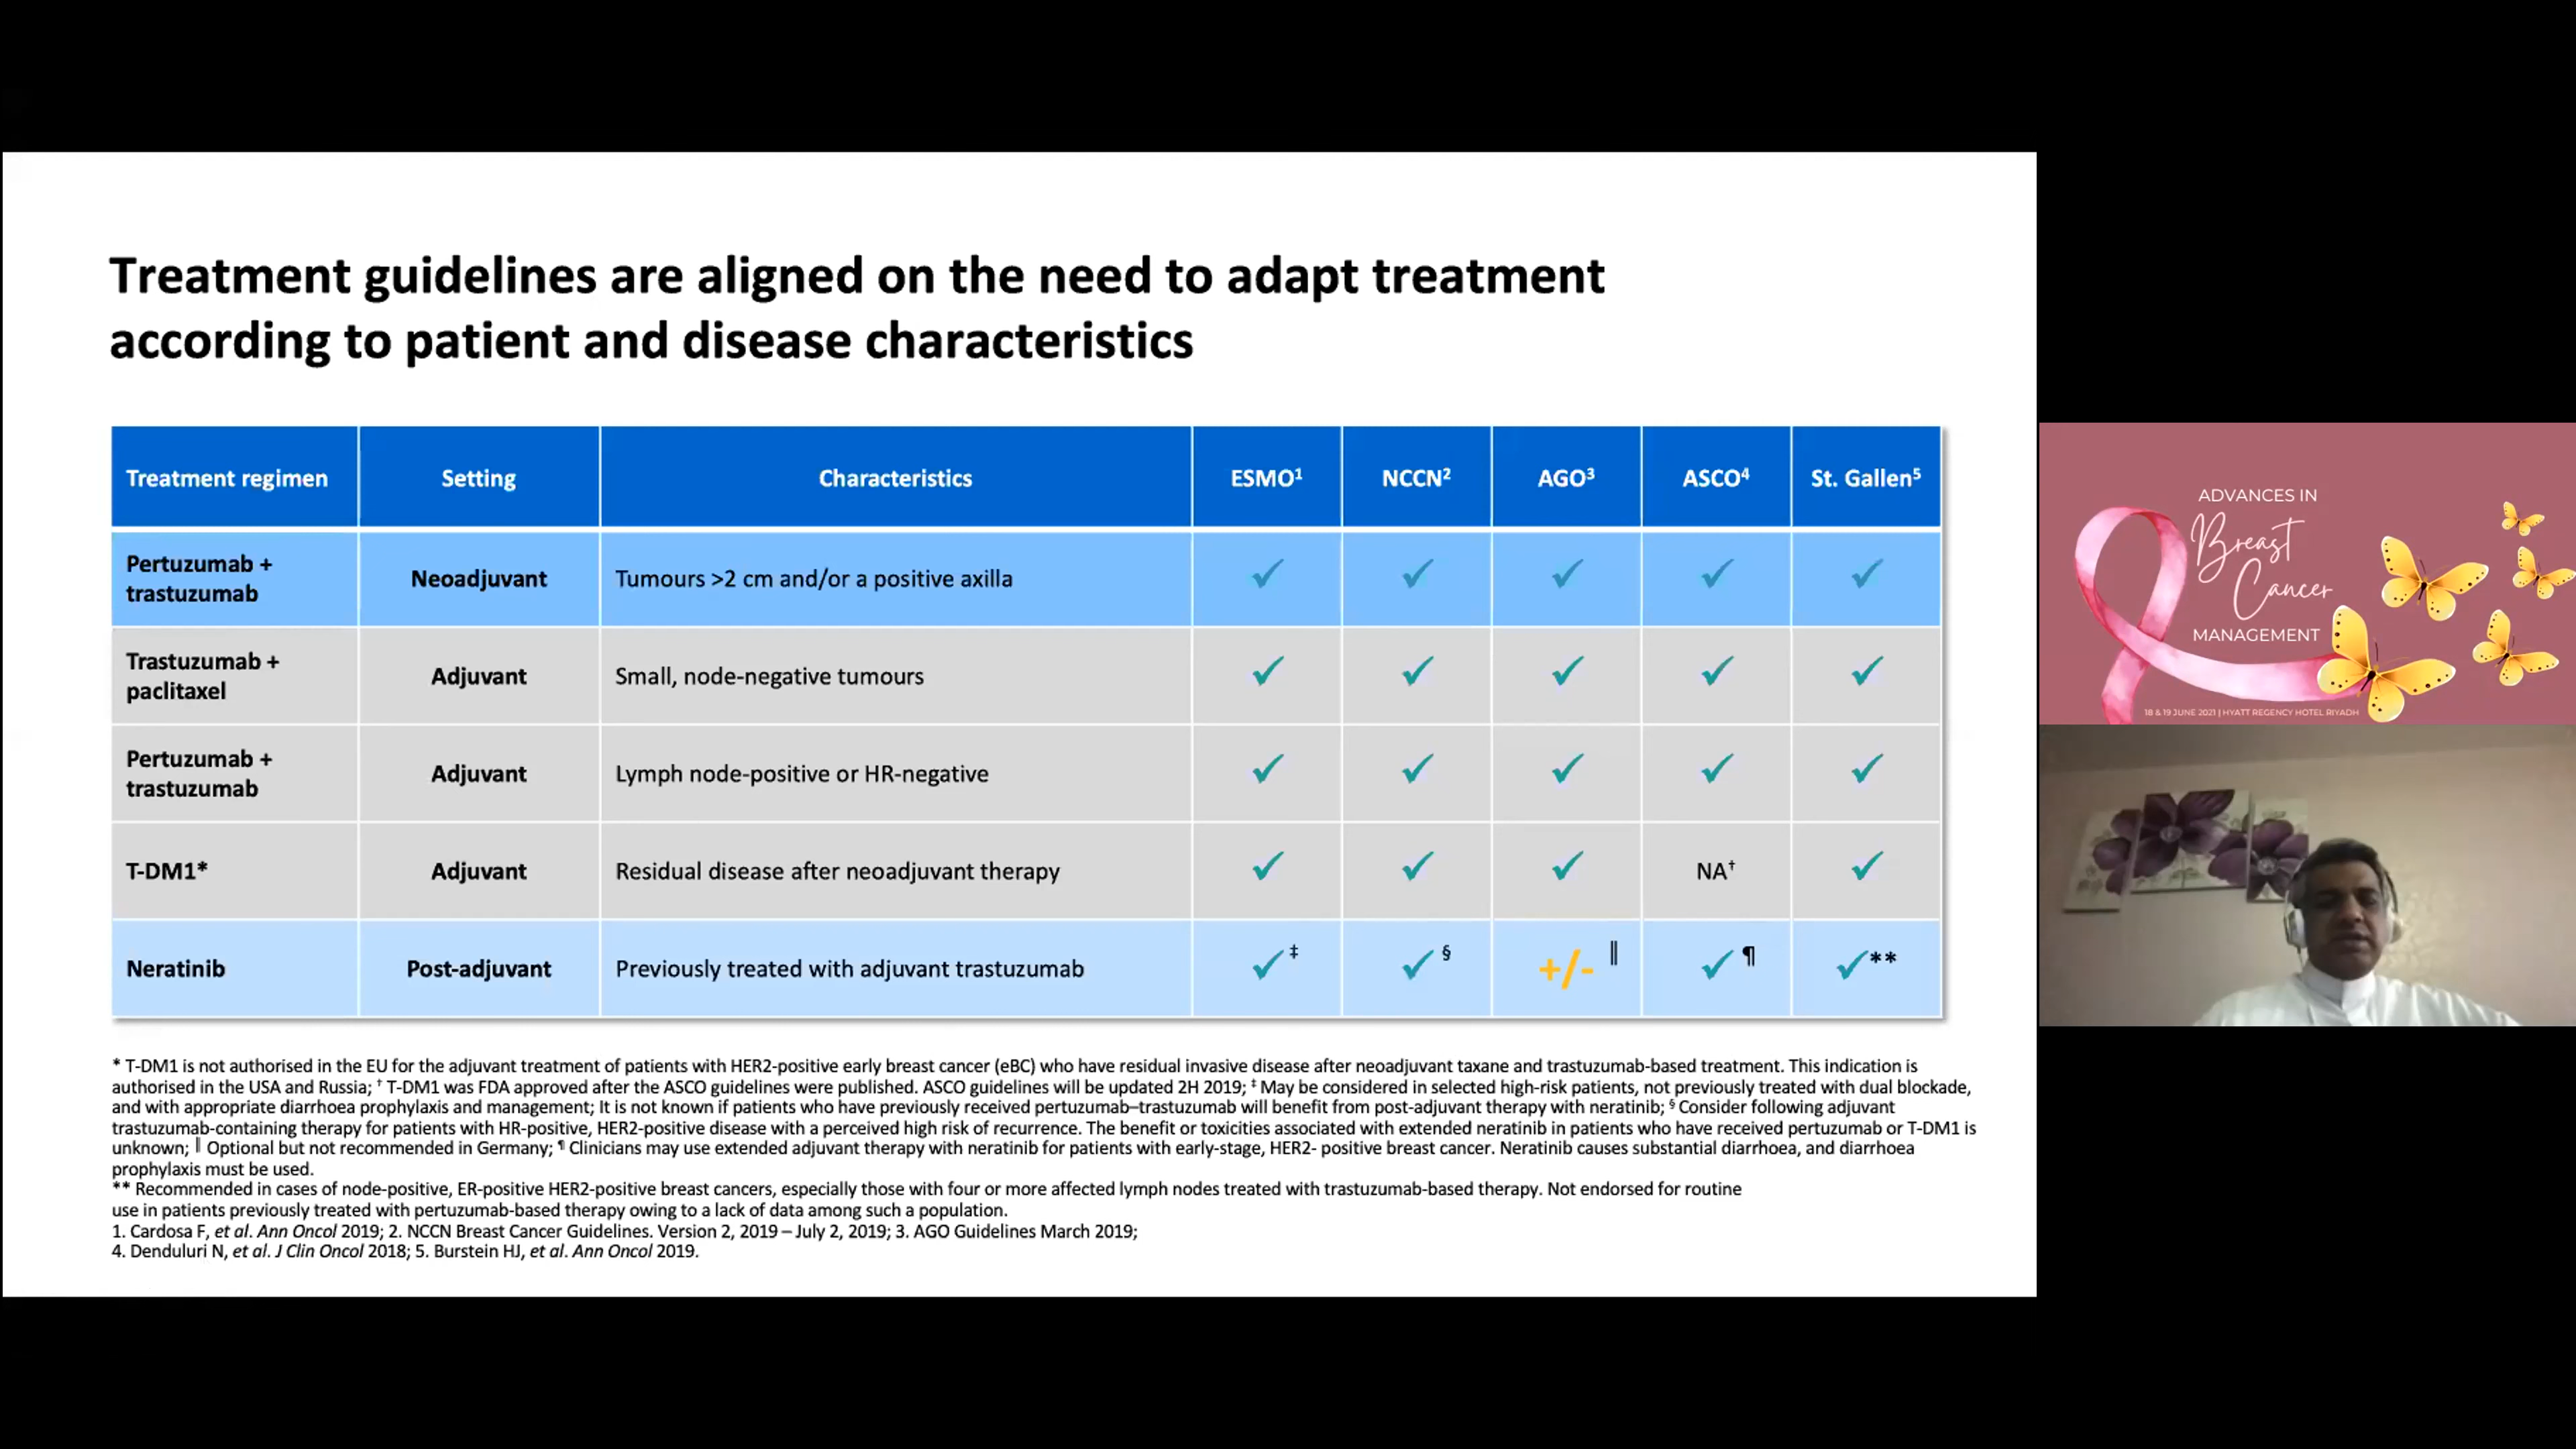 Treatment guidelines are aligned on the need to adapt treatment
according to patient and disease characteristics
Treatment regimen Setting Characteristics ESMO¹ NCCN² AGO³ ASCO⁴ St. Gallen⁵
Pertuzumab +
trastuzumab
Neoadjuvant
Tumours >2 cm and/or a positive axilla
✓ ✓ ✓ ✓ ✓
Trastuzumab +
paclitaxel
Adjuvant
Small, node-negative tumours
✓ ✓ ✓ ✓ ✓
Pertuzumab +
trastuzumab
Adjuvant
Lymph node-positive or HR-negative
✓ ✓ ✓ ✓ ✓
T-DM1* Adjuvant Residual disease after neoadjuvant therapy ✓ ✓ ✓ NA† ✓
Neratinib Post-adjuvant Previously treated with adjuvant trastuzumab ✓‡ ✓§ +/- ‖ ✓¶ ✓**
* T-DM1 is not authorised in the EU for the adjuvant treatment of patients with HER2-positive early breast cancer (eBC) who have residual invasive disease after neoadjuvant taxane and trastuzumab-based treatment. This indication is
authorised in the USA and Russia; † T-DM1 was FDA approved after the ASCO guidelines were published. ASCO guidelines will be updated 2H 2019; ‡ May be considered in selected high-risk patients, not previously treated with dual blockade,
and with appropriate diarrhoea prophylaxis and management; It is not known if patients who have previously received pertuzumab–trastuzumab will benefit from post-adjuvant therapy with neratinib; § Consider following adjuvant
trastuzumab-containing therapy for patients with HR-positive, HER2-positive disease with a perceived high risk of recurrence. The benefit or toxicities associated with extended neratinib in patients who have received pertuzumab or T-DM1 is
unknown; ‖ Optional but not recommended in Germany; ¶ Clinicians may use extended adjuvant therapy with neratinib for patients with early-stage, HER2- positive breast cancer. Neratinib causes substantial diarrhoea, and diarrhoea
prophylaxis must be used.
** Recommended in cases of node-positive, ER-positive HER2-positive breast cancers, especially those with four or more affected lymph nodes treated with trastuzumab-based therapy. Not endorsed for routine
use in patients previously treated with pertuzumab-based therapy owing to a lack of data among such a population.
1. Cardosa F, et al. Ann Oncol 2019; 2. NCCN Breast Cancer Guidelines. Version 2, 2019 – July 2, 2019; 3. AGO Guidelines March 2019;
4. Denduluri N, et al. J Clin Oncol 2018; 5. Burstein HJ, et al. Ann Oncol 2019.
ADVANCES IN
Breast
Cancer
MANAGEMENT
18 & 19 JUNE 2021 | HYATT REGENCY HOTEL RIYADH